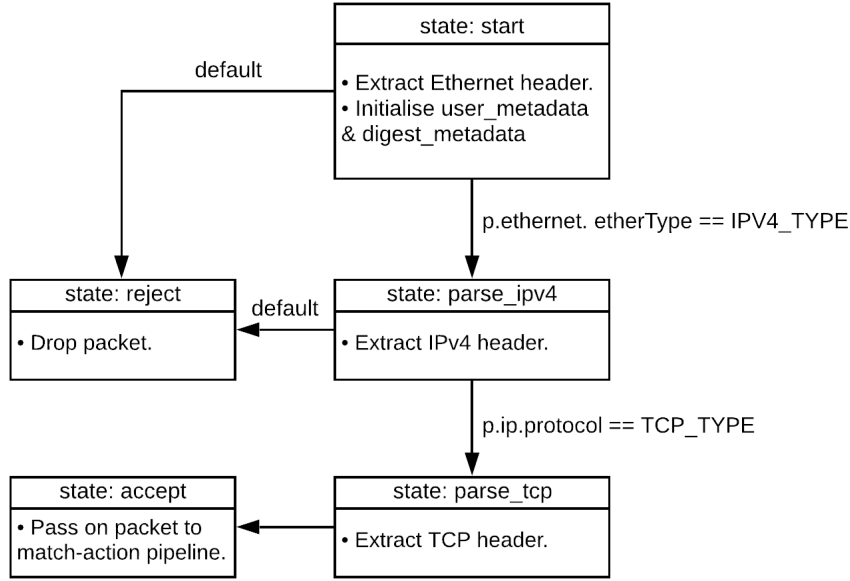 state: start
default
• Extract Ethernet header.
• Initialise user_metadata
& digest_metadata
p.ethernet. etherType == IPV4_TYPE
state: reject
default
state: parse_ipv4
• Drop packet.
• Extract IPv4 header.
p.ip.protocol == TCP_TYPE
state: accept
state: parse_tcp
• Pass on packet to
match-action pipeline.
• Extract TCP header.